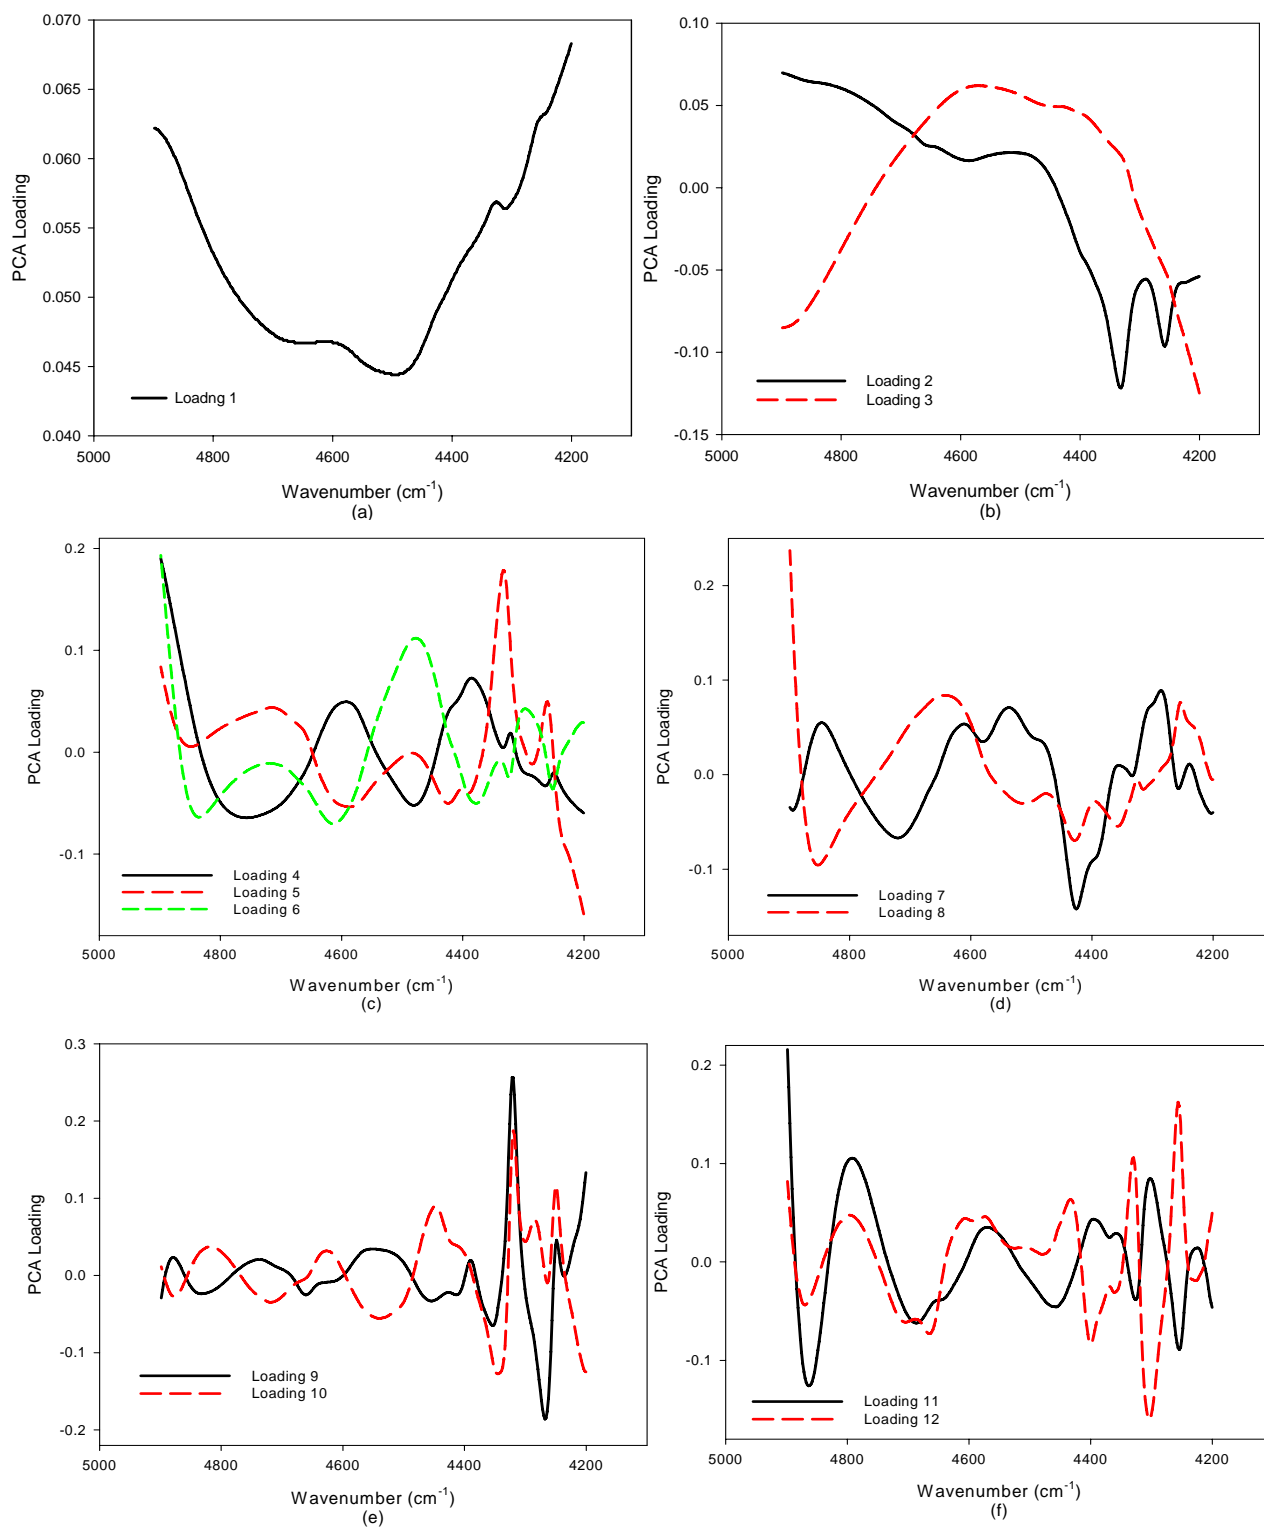 0.070
0.065
0.060
0.055
0.050
0.045
0.040
PCA Loading
Loadng 1
5000 4800 4600 4400 4200
Wavenumber (cm-1)
(a)
0.10
0.05
0.00
-0.05
-0.10
-0.15
PCA Loading
Loading 2
Loading 3
5000 4800 4600 4400 4200
Wavenumber (cm-1)
(b)
0.2
0.1
0.0
-0.1
PCA Loading
Loading 4
Loading 5
Loading 6
5000 4800 4600 4400 4200
Wavenumber (cm-1)
(c)
0.2
0.1
0.0
-0.1
PCA Loading
Loading 7
Loading 8
5000 4800 4600 4400 4200
Wavenumber (cm-1)
(d)
0.3
0.2
0.1
0.0
-0.1
-0.2
PCA Loading
Loading 9
Loading 10
5000 4800 4600 4400 4200
Wavenumber (cm-1)
(e)
0.2
0.1
0.0
-0.1
PCA Loading
Loading 11
Loading 12
5000 4800 4600 4400 4200
Wavenumber (cm-1)
(f)